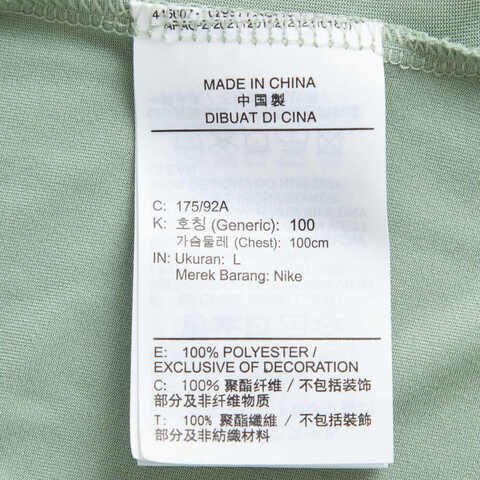 MADE IN CHINA
中国製
DIBUAT DI CINA
C: 175/92A
K: 호칭 (Generic): 100
가슴둘레 (Chest): 100cm
IN: Ukuran: L
Merek Barang: Nike
E: 100% POLYESTER /
EXCLUSIVE OF DECORATION
C: 100% 聚酯纤维 / 不包括装饰
部分及非纤维物质
T: 100% 聚酯纖維 / 不包括裝飾
部分及非紡織材料